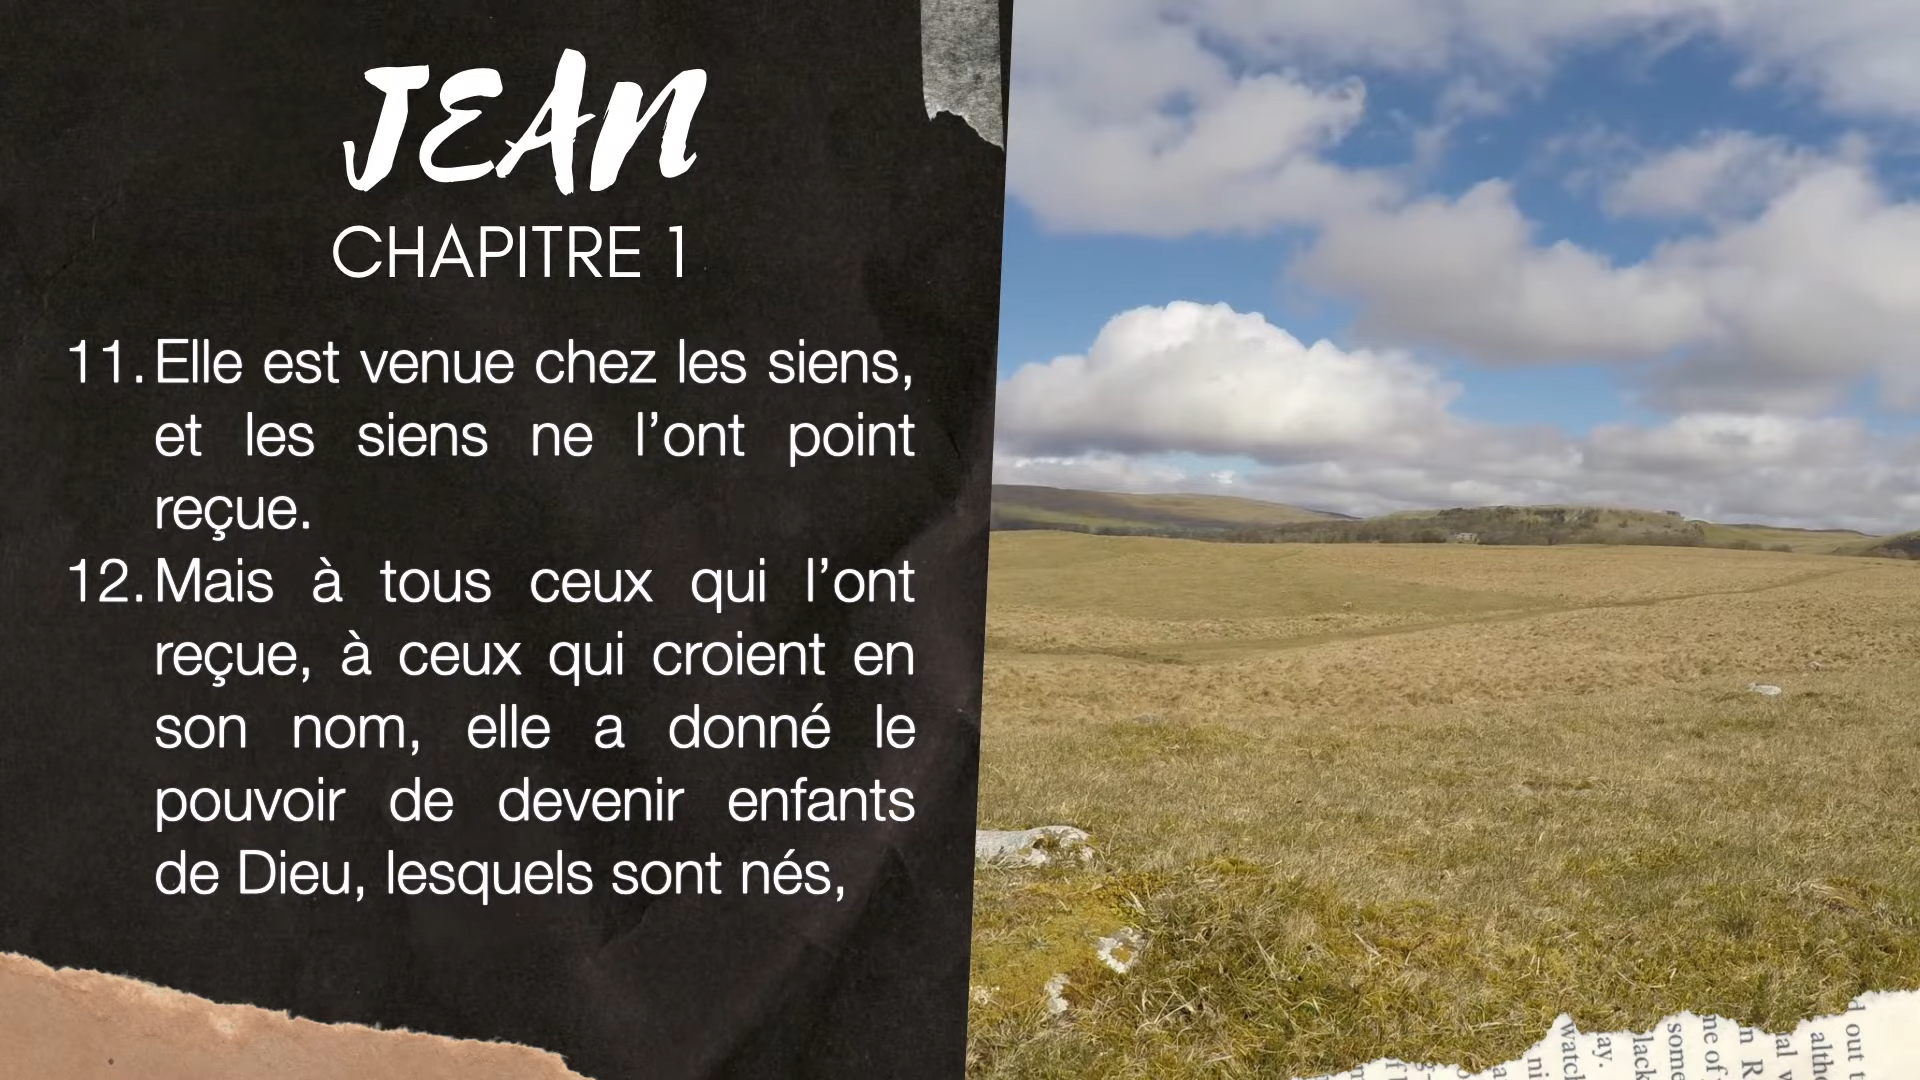 JEAN
CHAPITRE 1
11. Elle est venue chez les siens,
et les siens ne l’ont point
reçue.
12. Mais à tous ceux qui l’ont
reçue, à ceux qui croient en
son nom, elle a donné le
pouvoir de devenir enfants
de Dieu, lesquels sont nés,